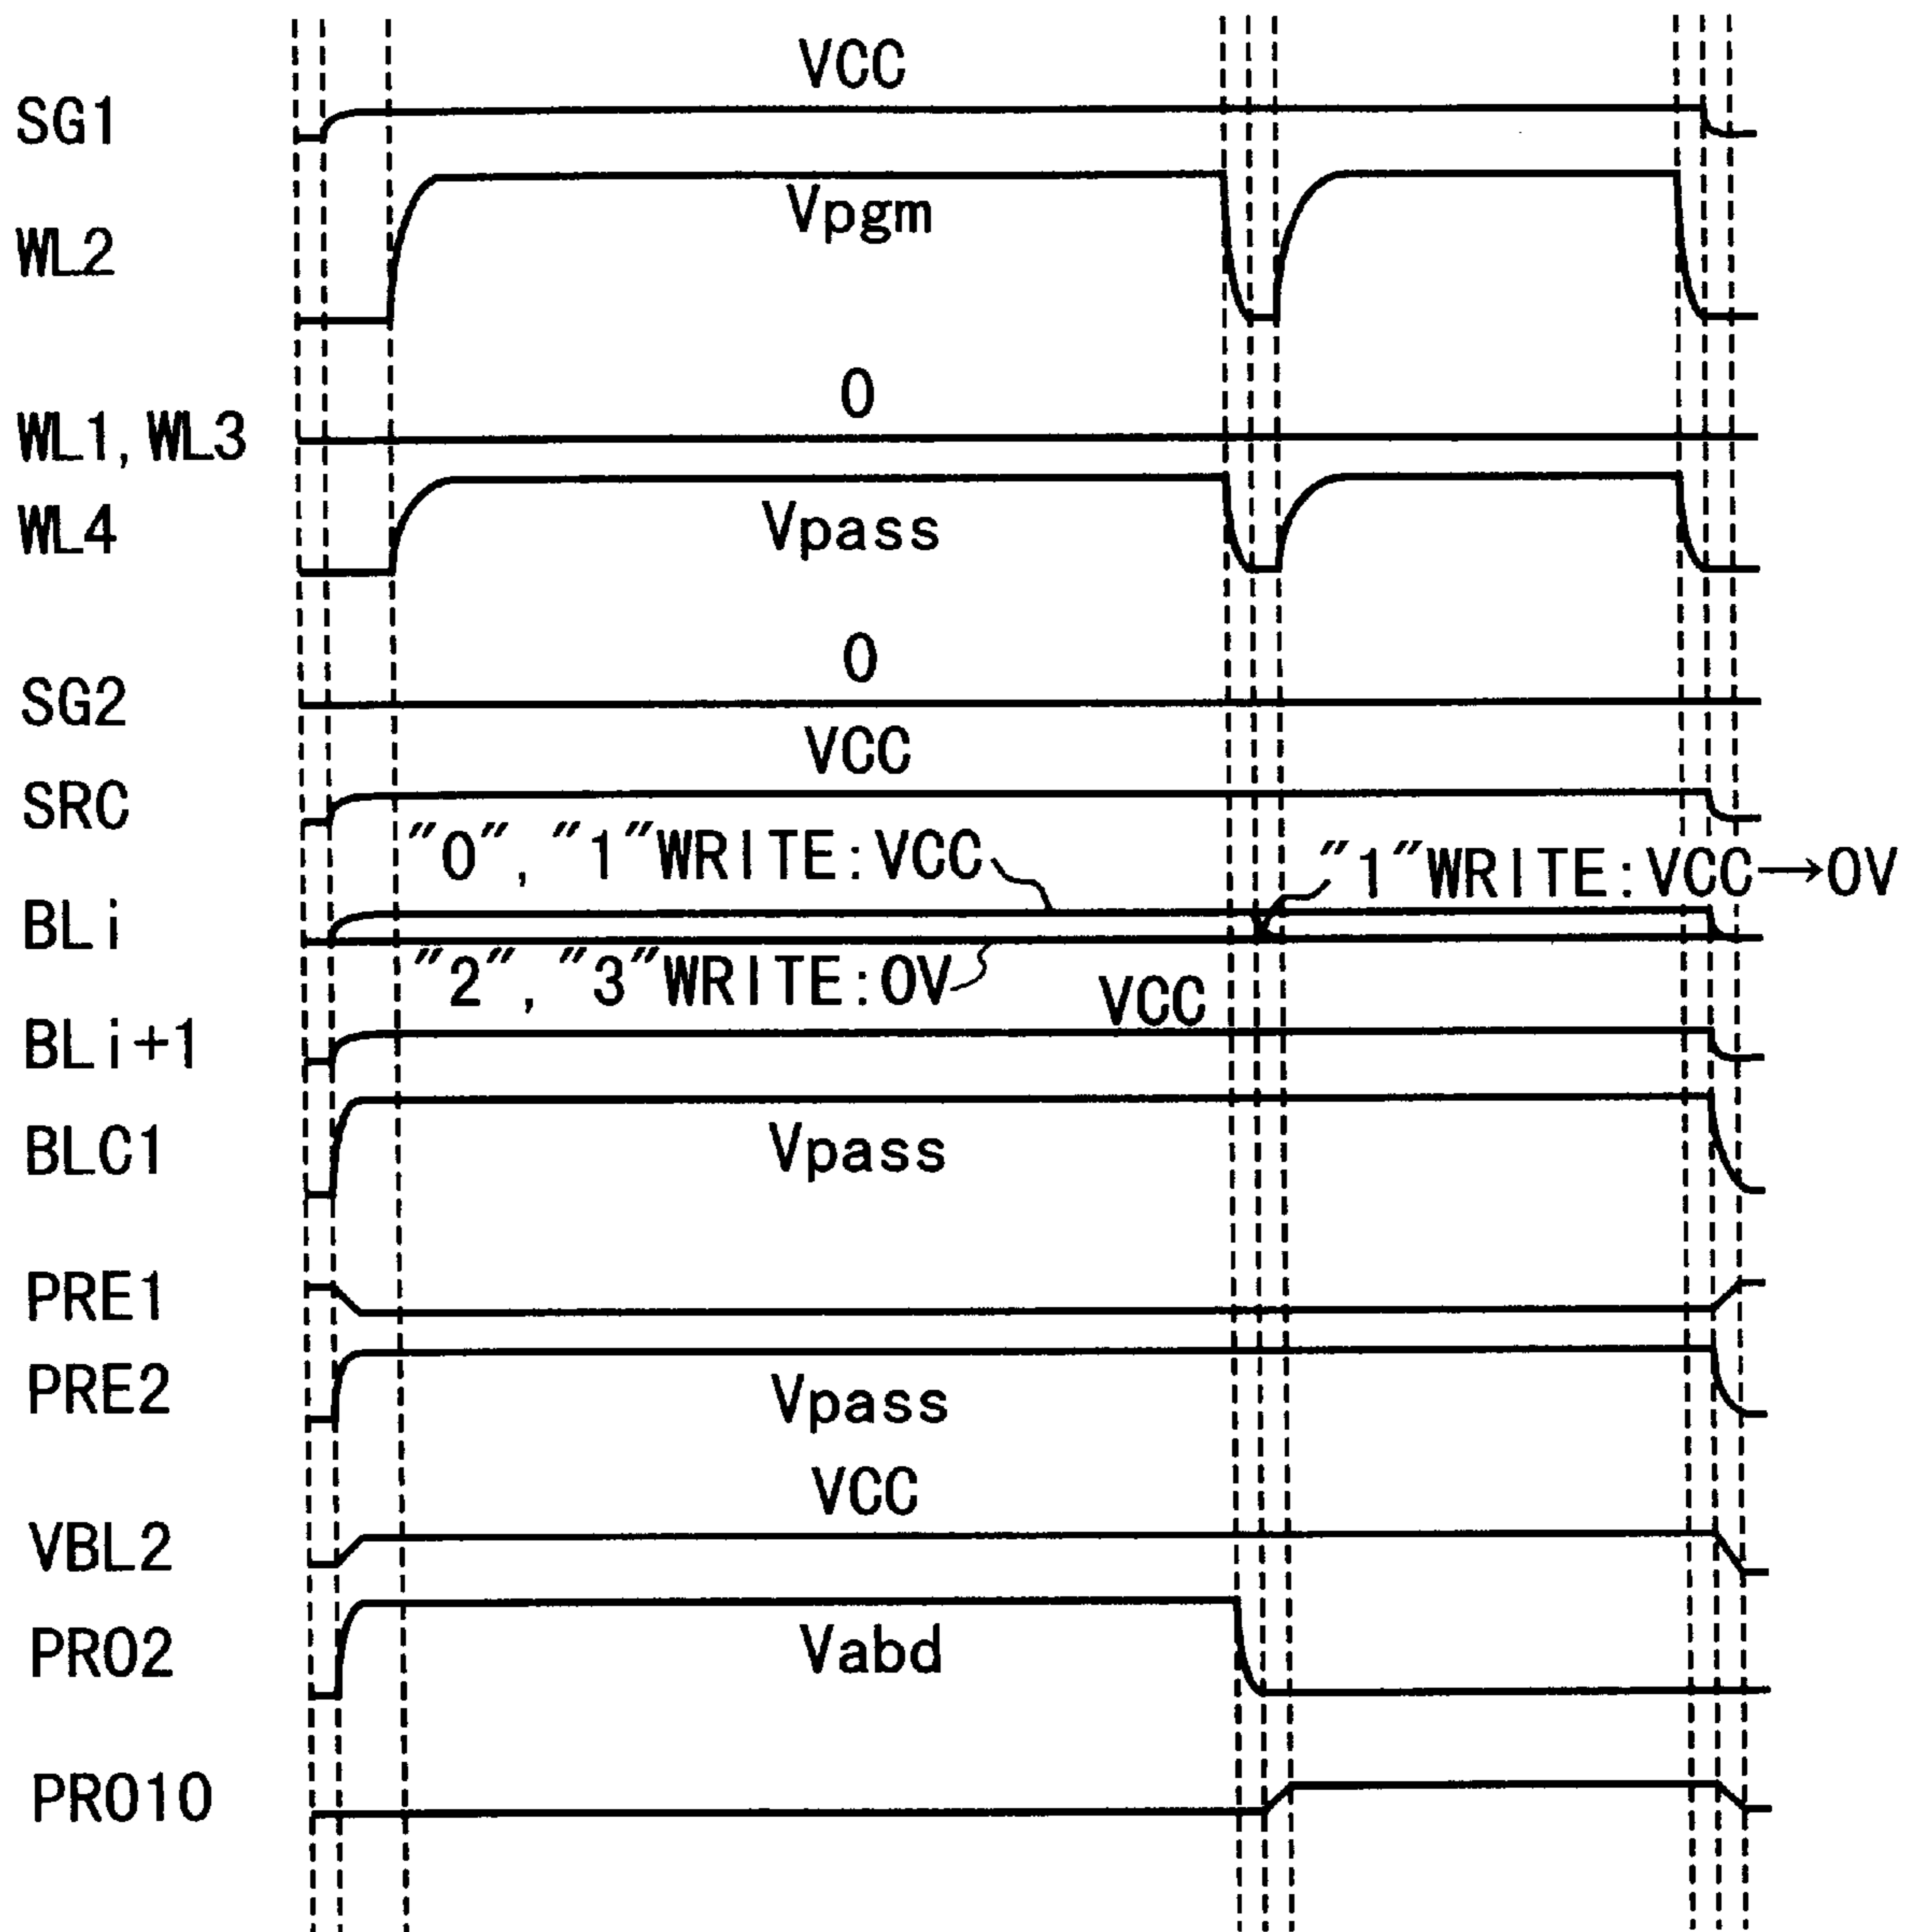 VCC
SG1
Vpgm
WL2
0
WL1, WL3
Vpass
WL4
0
SG2
VCC
SRC
"0", "1"WRITE:VCC
"1"WRITE:VCC→0V
BLi
"2", "3"WRITE:0V
VCC
BLi+1
BLC1
Vpass
PRE1
PRE2
Vpass
VCC
VBL2
PRO2
Vabd
PRO10